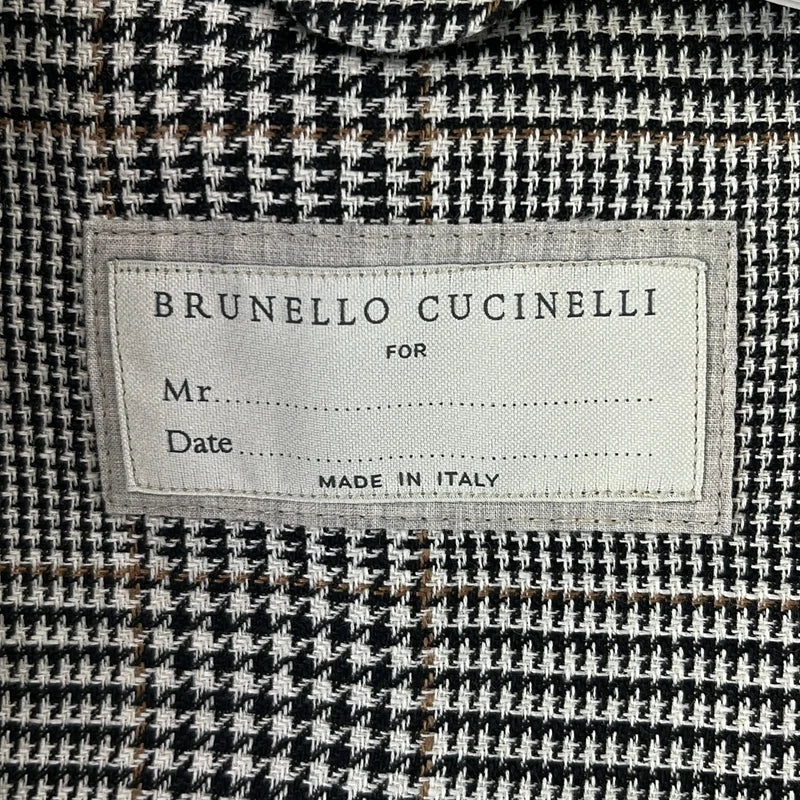 BRUNELLO CUCINELLI
FOR
Mr..........................................................
Date.......................................................
MADE IN ITALY